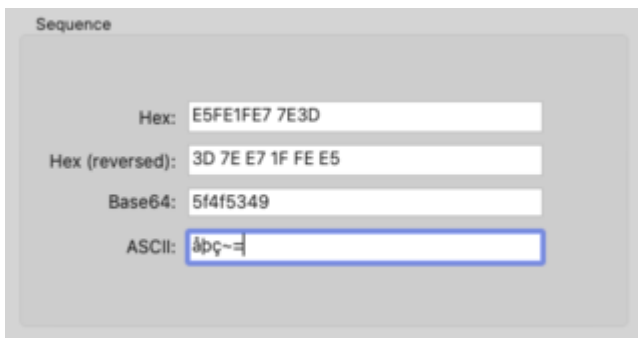 Sequence
Hex: E5FE1FE7 7E3D
Hex (reversed): 3D 7E E7 1F FE E5
Base64: 5f4f5349
ASCII: åþç~=